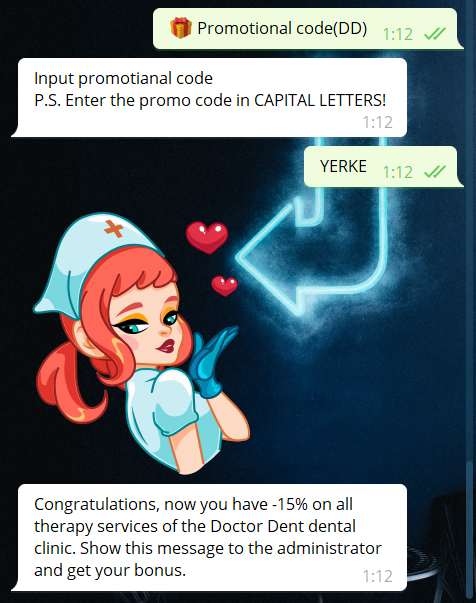 🎁 Promotional code(DD) 1:12
Input promotianal code
P.S. Enter the promo code in CAPITAL LETTERS!
1:12
YERKE 1:12
Congratulations, now you have -15% on all
therapy services of the Doctor Dent dental
clinic. Show this message to the administrator
and get your bonus.
1:12